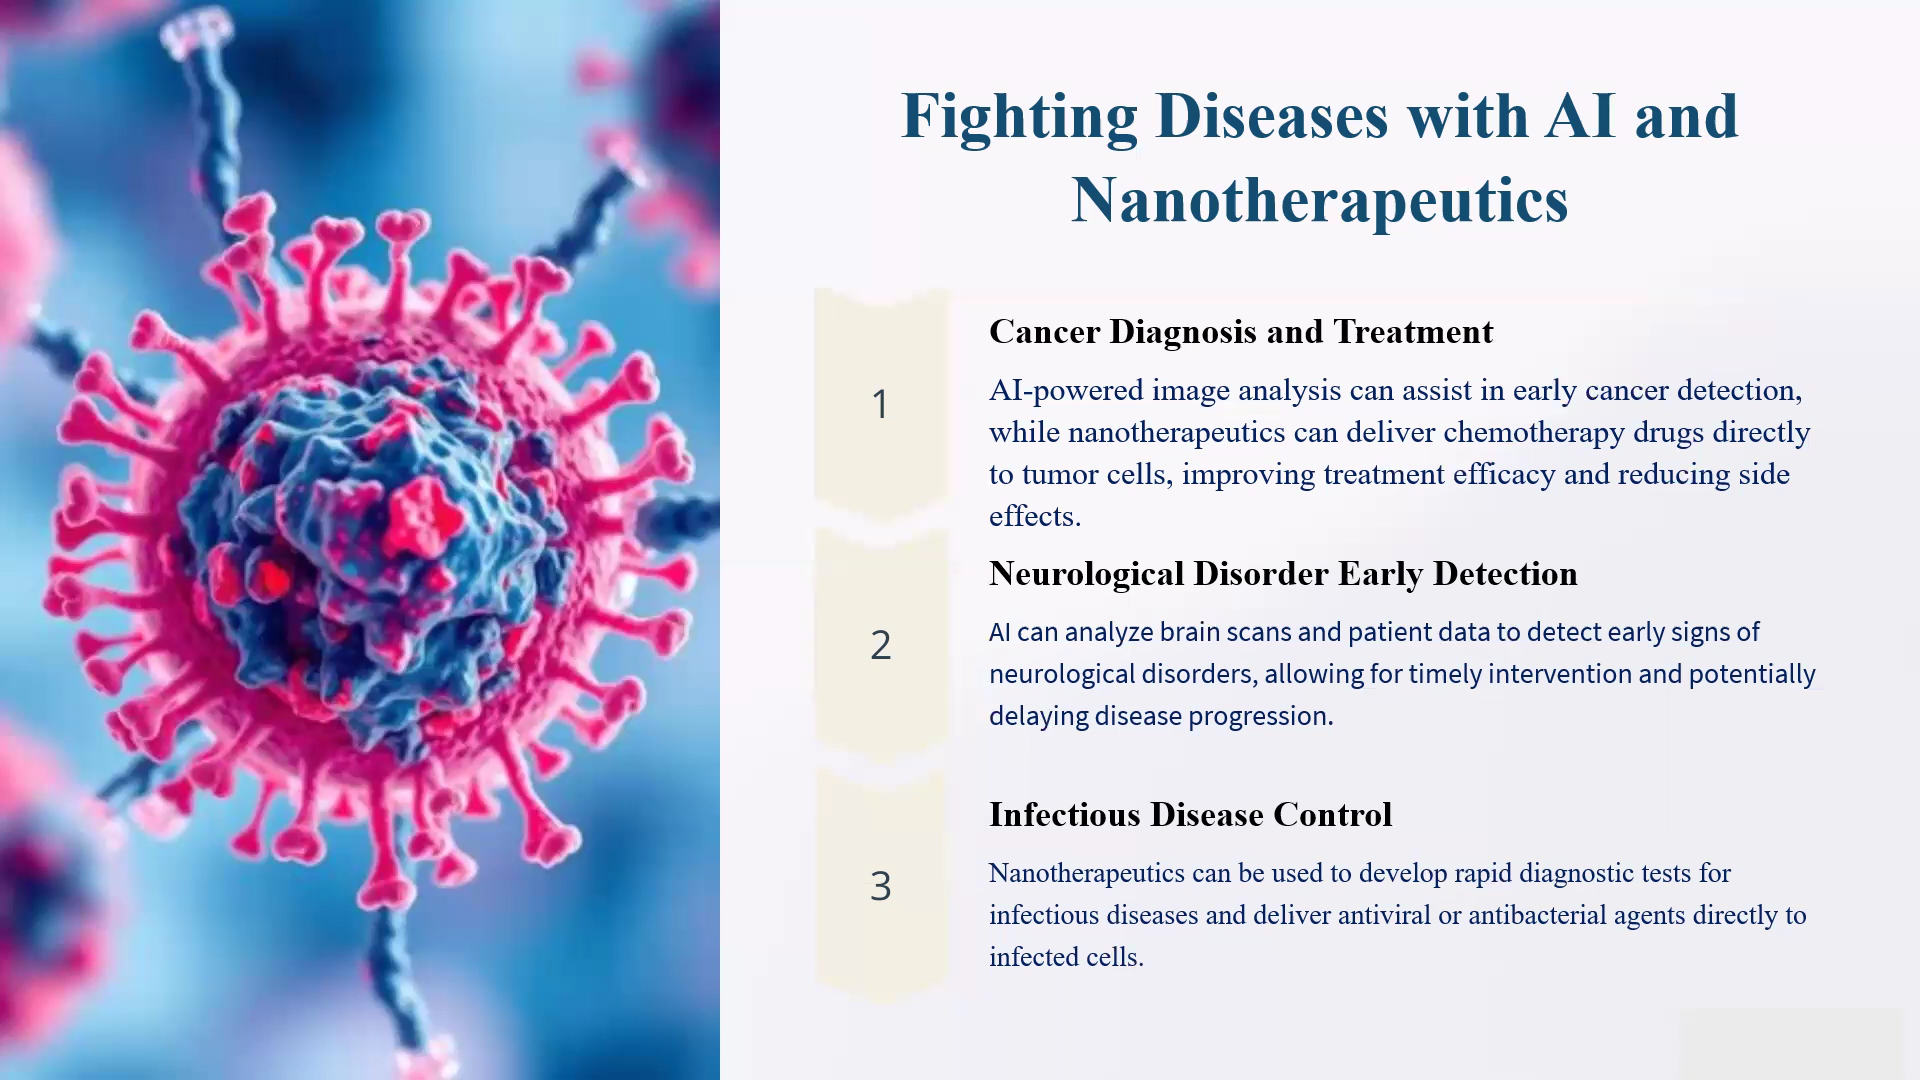 Fighting Diseases with AI and
Nanotherapeutics
1
Cancer Diagnosis and Treatment
AI-powered image analysis can assist in early cancer detection,
while nanotherapeutics can deliver chemotherapy drugs directly
to tumor cells, improving treatment efficacy and reducing side
effects.
2
Neurological Disorder Early Detection
AI can analyze brain scans and patient data to detect early signs of
neurological disorders, allowing for timely intervention and potentially
delaying disease progression.
3
Infectious Disease Control
Nanotherapeutics can be used to develop rapid diagnostic tests for
infectious diseases and deliver antiviral or antibacterial agents directly to
infected cells.